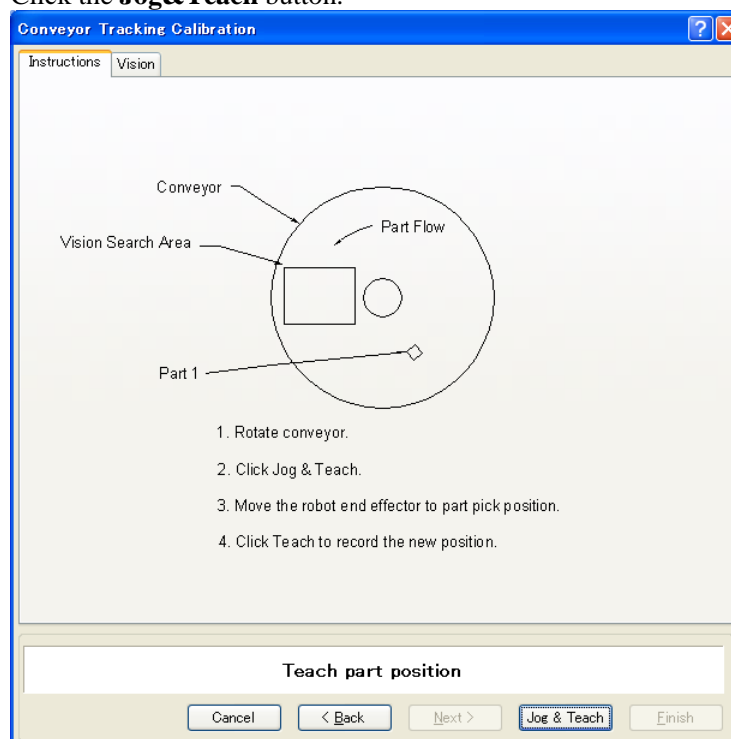 Click the Jog&Teach button.
Conveyor Tracking Calibration
Instructions Vision
Conveyor
Part Flow
Vision Search Area
Part 1
1. Rotate conveyor.
2. Click Jog & Teach.
3. Move the robot end effector to part pick position.
4. Click Teach to record the new position.
Teach part position
Cancel < Back Next > Jog & Teach Finish